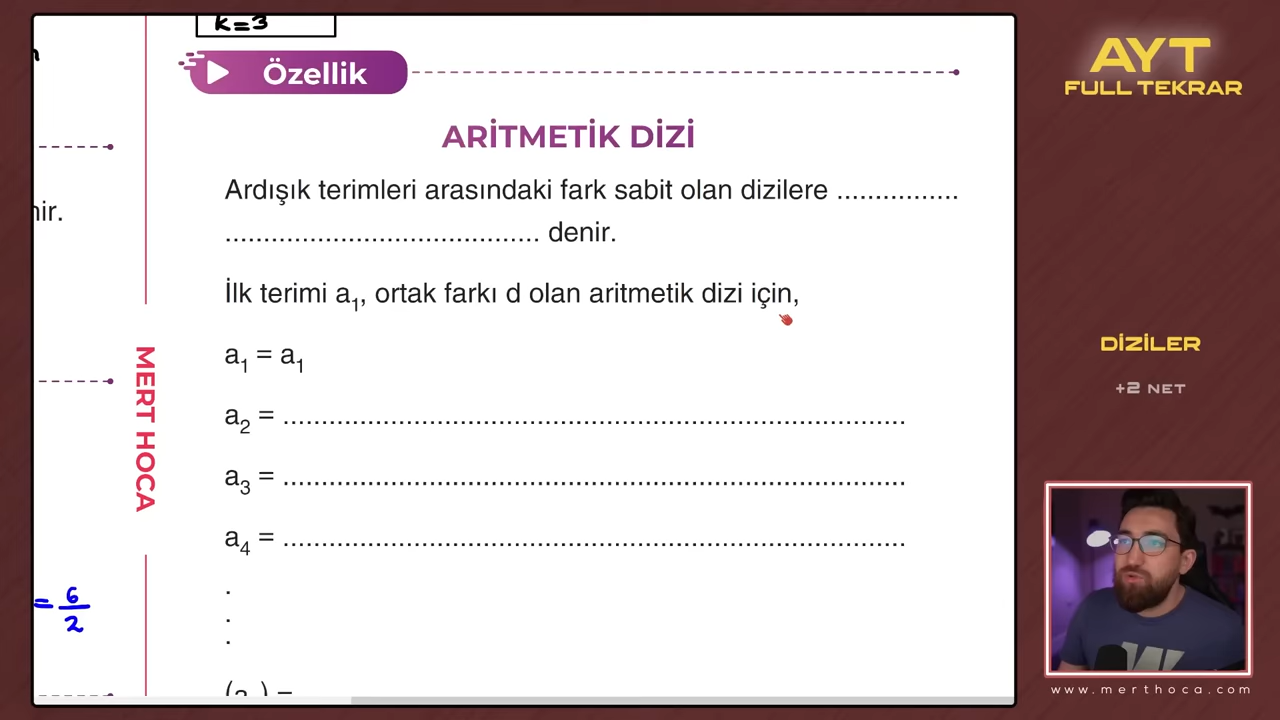 k=3
Özellik
ARİTMETİK DİZİ
Ardışık terimleri arasındaki fark sabit olan dizilere ................
......................................... denir.
nir.
İlk terimi a₁, ortak farkı d olan aritmetik dizi için,
a₁ = a₁
a₂ = .................................................................................
a₃ = .................................................................................
a₄ = .................................................................................
.
.
.
= 6/2
MERT HOCA
AYT
FULL TEKRAR
DİZİLER
+2 NET
www.merthoca.com